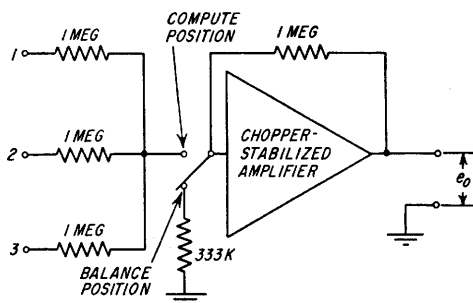 COMPUTE
POSITION
1 MEG
1 MEG
1
1 MEG
2
CHOPPER-
STABILIZED
AMPLIFIER
e₀
1 MEG
3
333K
BALANCE
POSITION